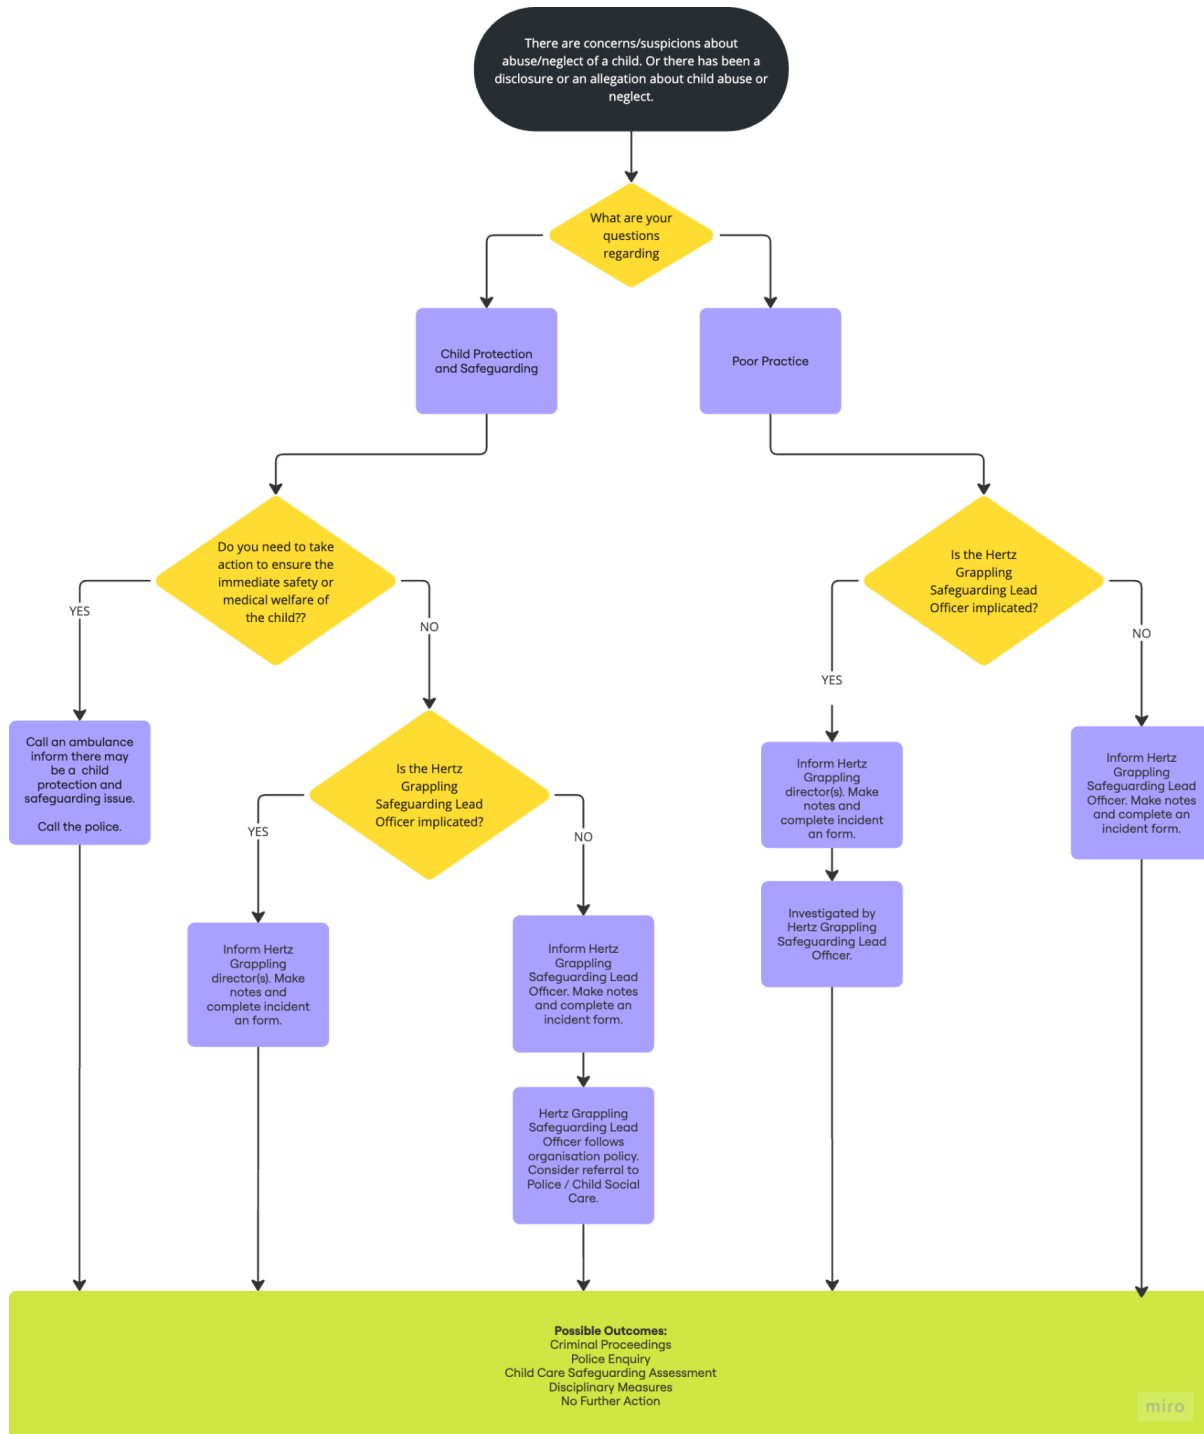 There are concerns/suspicions about
abuse/neglect of a child. Or there has been a
disclosure or an allegation about child abuse or
neglect.
What are your
questions
regarding
Child Protection
and Safeguarding
Poor Practice
Do you need to take
action to ensure the
immediate safety or
medical welfare of
the child??
Is the Hertz
Grappling
Safeguarding Lead
Officer implicated?
YES
NO
YES
NO
Call an ambulance
inform there may
be a child
protection and
safeguarding issue.
Call the police.
Is the Hertz
Grappling
Safeguarding Lead
Officer implicated?
YES
NO
Inform Hertz
Grappling
director(s). Make
notes and
complete incident
an form.
Inform Hertz
Grappling
Safeguarding Lead
Officer. Make notes
and complete an
incident form.
Investigated by
Hertz Grappling
Safeguarding Lead
Officer.
Inform Hertz
Grappling
director(s). Make
notes and
complete incident
an form.
Inform Hertz
Grappling
Safeguarding Lead
Officer. Make notes
and complete an
incident form.
Hertz Grappling
Safeguarding Lead
Officer follows
organisation policy.
Consider referral to
Police / Child Social
Care.
Possible Outcomes:
Criminal Proceedings
Police Enquiry
Child Care Safeguarding Assessment
Disciplinary Measures
No Further Action
miro